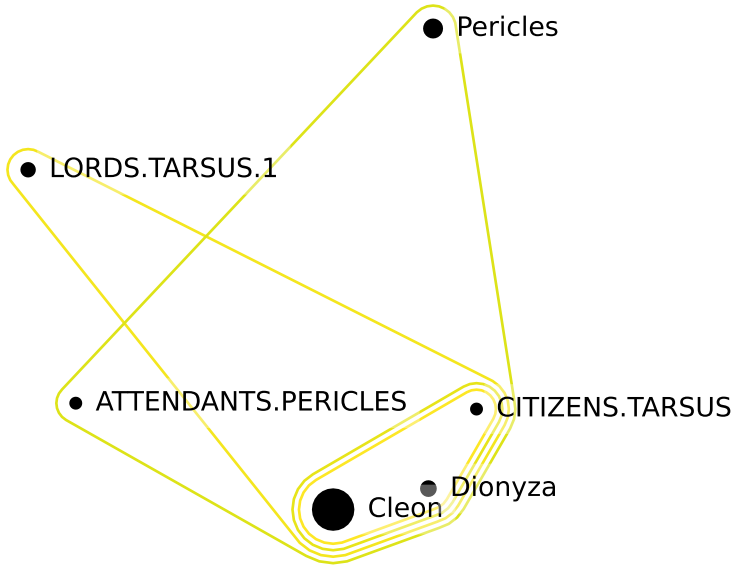 Pericles
LORDS.TARSUS.1
ATTENDANTS.PERICLES
CITIZENS.TARSUS
Dionyza
Cleon